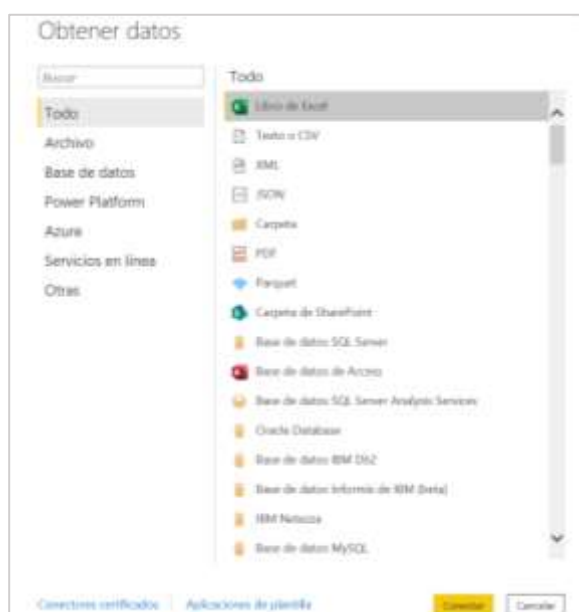 Obtener datos
Buscar
Todo
Archivo
Base de datos
Power Platform
Azure
Servicios en línea
Otras
Todo
Libro de Excel
Texto o CSV
XML
JSON
Carpeta
PDF
Parquet
Carpeta de SharePoint
Base de datos SQL Server
Base de datos de Access
Base de datos SQL Server Analysis Services
Oracle Database
Base de datos IBM Db2
Base de datos Informix de IBM (beta)
IBM Netezza
Base de datos MySQL
Conectores certificados
Aplicaciones de plantilla
Conectar
Cancelar